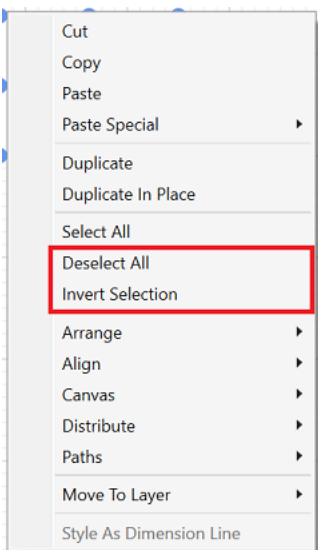 Cut
Copy
Paste
Paste Special
Duplicate
Duplicate In Place
Select All
Deselect All
Invert Selection
Arrange
Align
Canvas
Distribute
Paths
Move To Layer
Style As Dimension Line